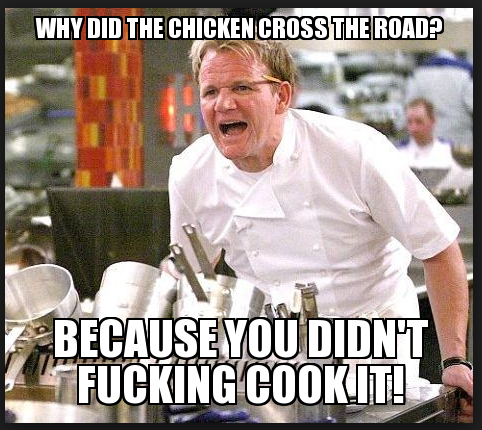 WHY DID THE CHICKEN CROSS THE ROAD?
BECAUSE YOU DIDN'T
FUCKING COOK IT!